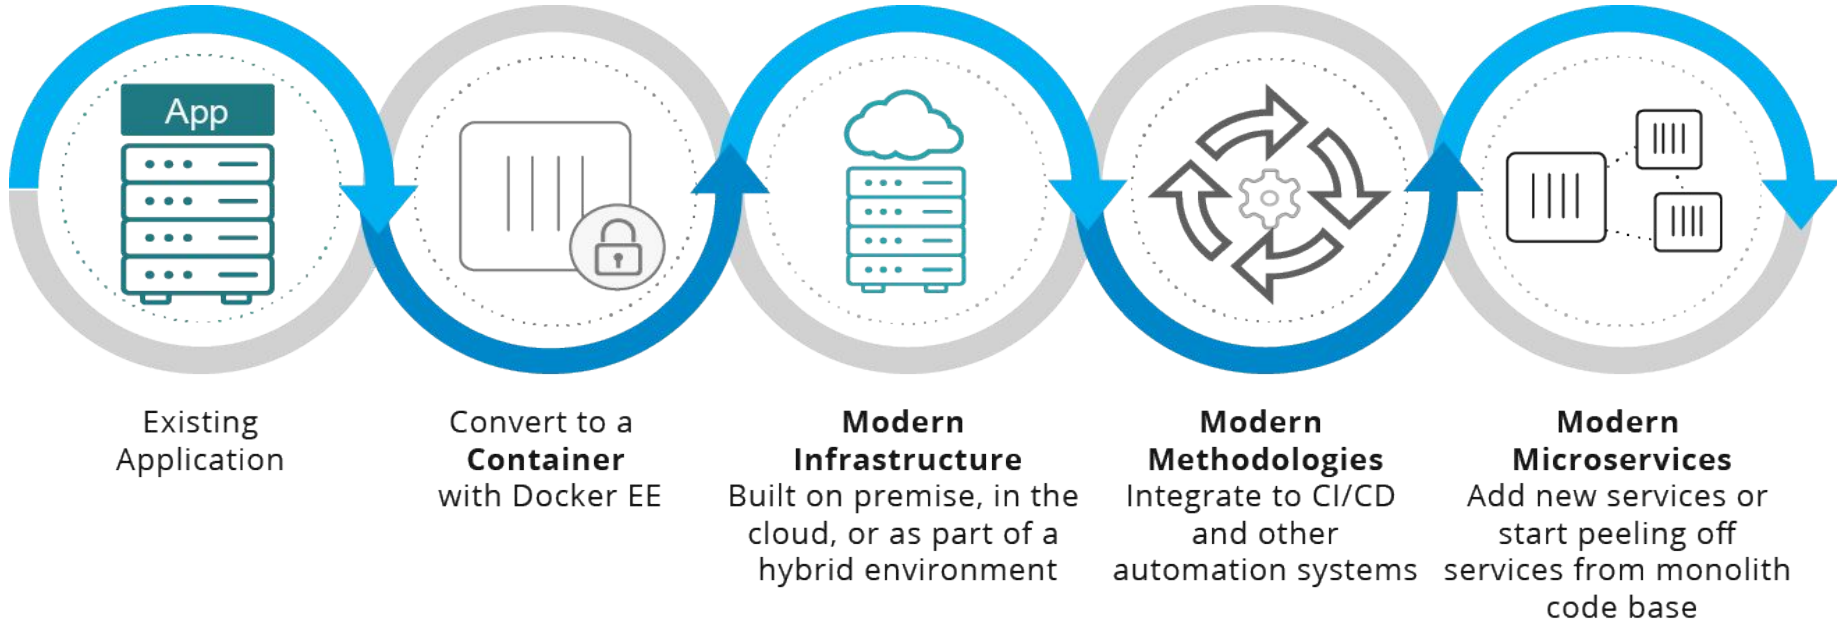 App
Existing
Application
Convert to a
Container
with Docker EE
Modern
Infrastructure
Built on premise, in the
cloud, or as part of a
hybrid environment
Modern
Methodologies
Integrate to CI/CD
and other
automation systems
Modern
Microservices
Add new services or
start peeling off
services from monolith
code base